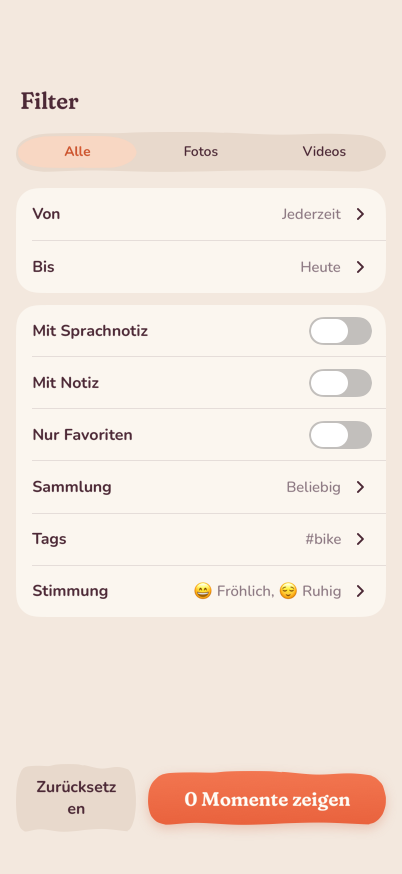 Filter
Alle Fotos Videos
Von Jederzeit
Bis Heute
Mit Sprachnotiz
Mit Notiz
Nur Favoriten
Sammlung Beliebig
Tags #bike
Stimmung 😄 Fröhlich, 😌 Ruhig
Zurücksetz
en
0 Momente zeigen